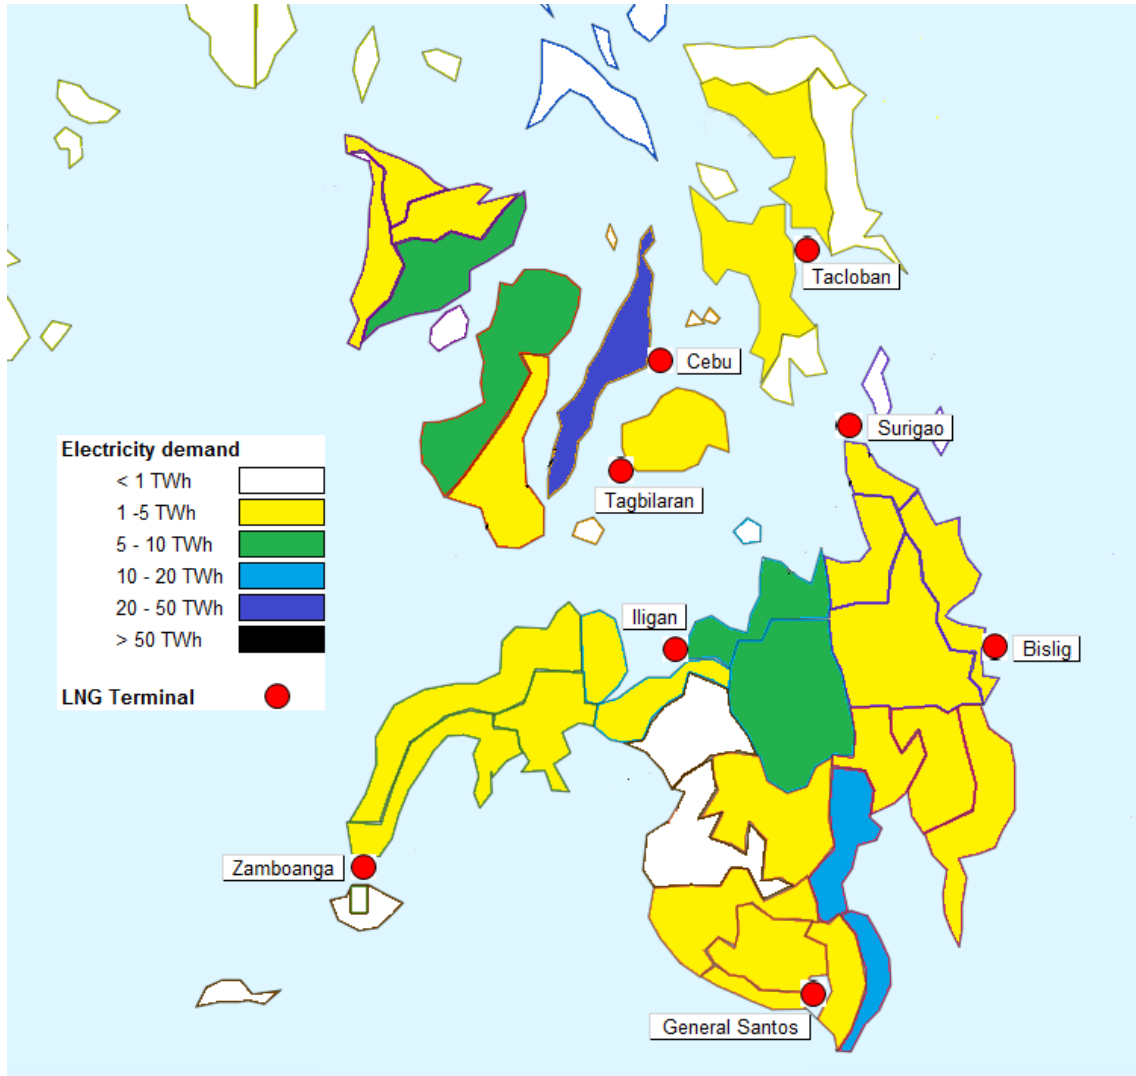 Tacloban
Cebu
Surigao
Electricity demand
< 1 TWh
1 -5 TWh
5 - 10 TWh
10 - 20 TWh
20 - 50 TWh
> 50 TWh
LNG Terminal
Tagbilaran
Iligan
Bislig
Zamboanga
General Santos